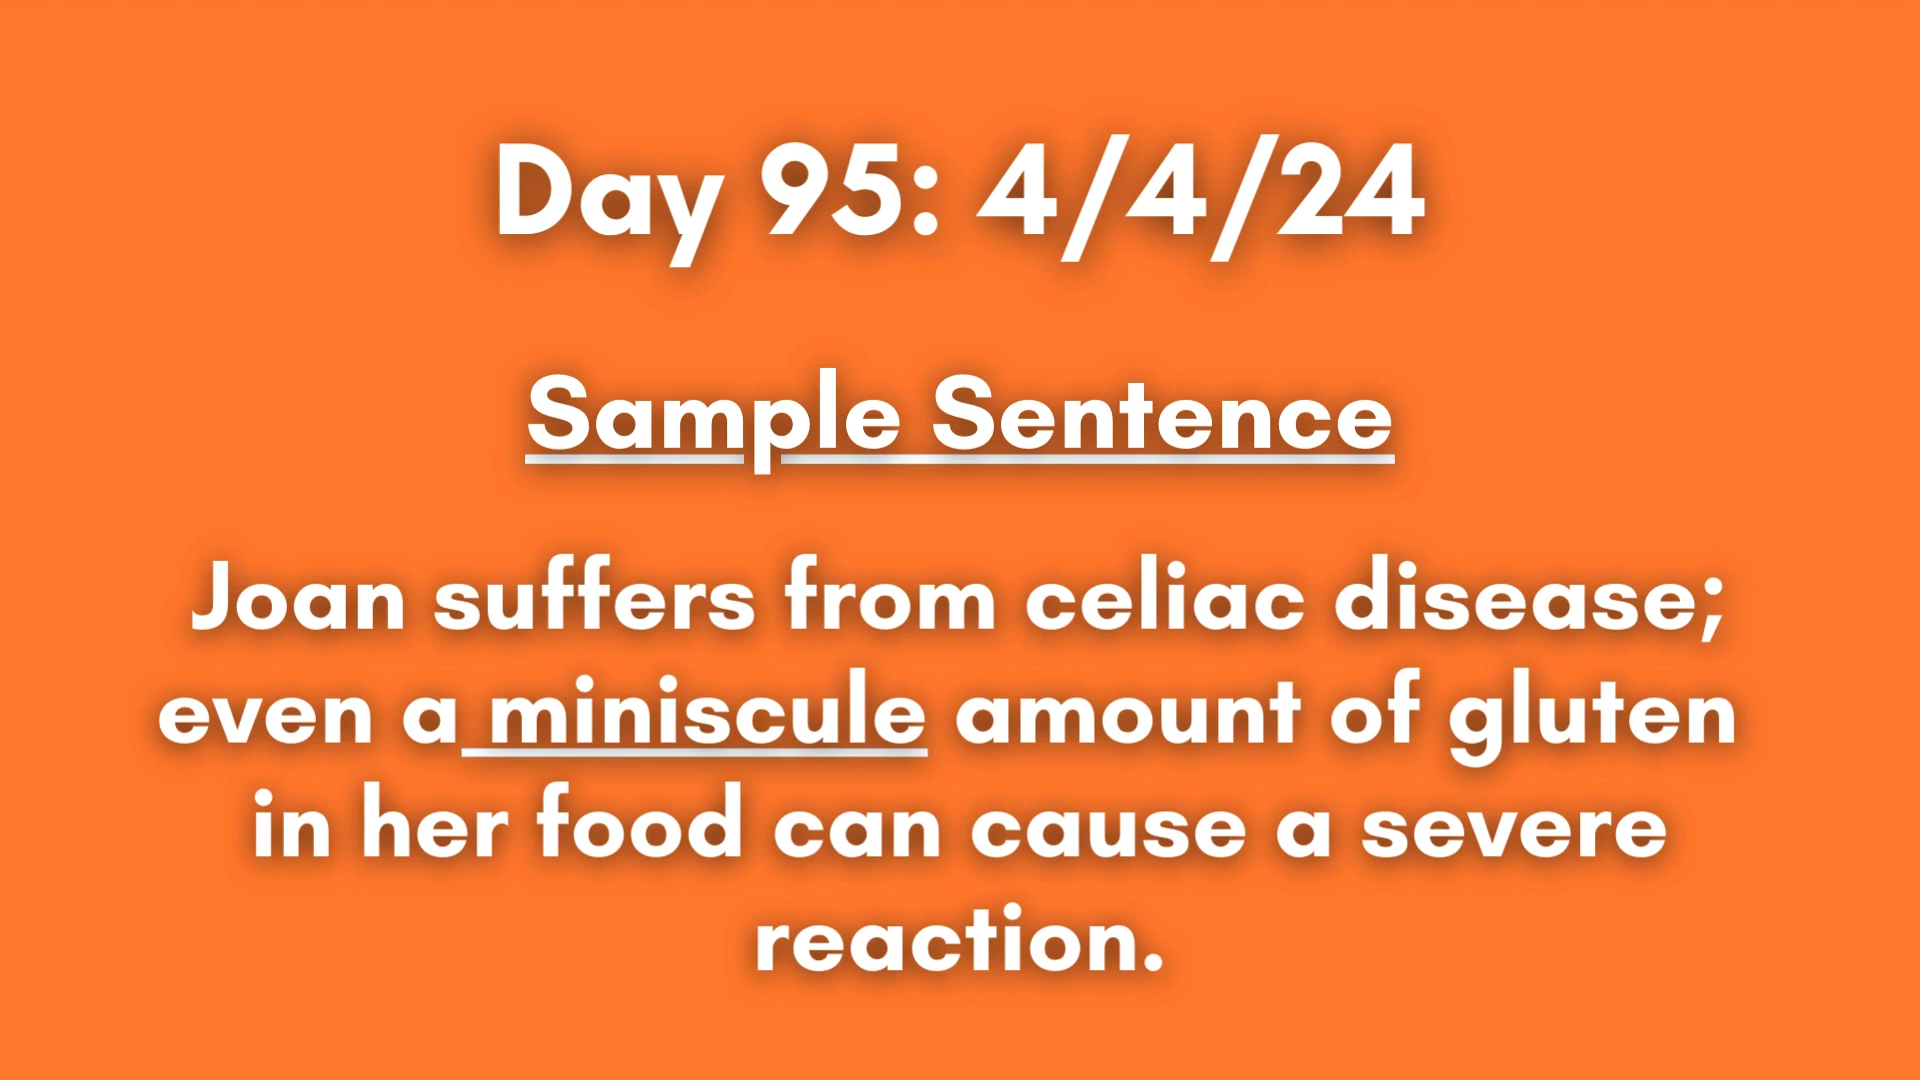 Day 95: 4/4/24
Sample Sentence
Joan suffers from celiac disease;
even a miniscule amount of gluten
in her food can cause a severe
reaction.